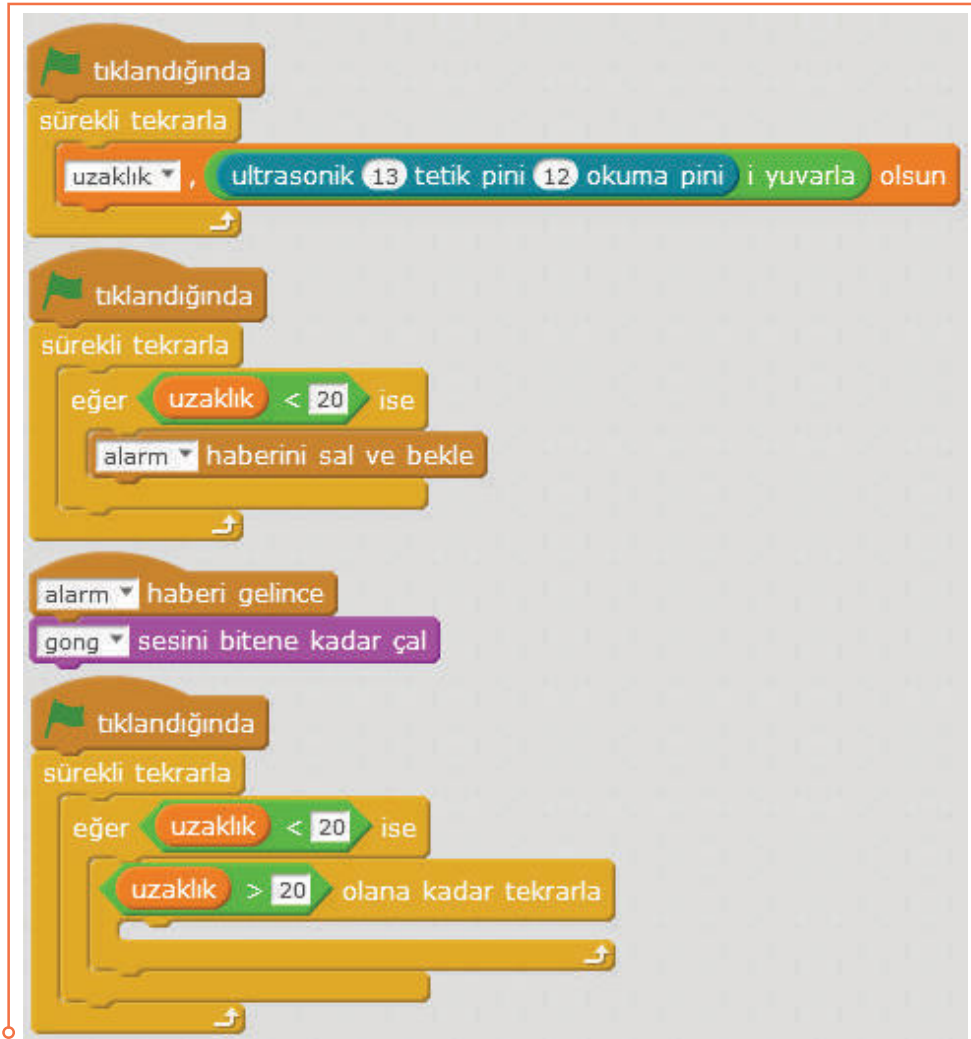 tıklandığında
sürekli tekrarla
uzaklık , ultrasonik 13 tetik pini 12 okuma pini i yuvarla olsun
tıklandığında
sürekli tekrarla
eğer uzaklık < 20 ise
alarm haberini sal ve bekle
alarm haberi gelince
gong sesini bitene kadar çal
tıklandığında
sürekli tekrarla
eğer uzaklık < 20 ise
uzaklık > 20 olana kadar tekrarla